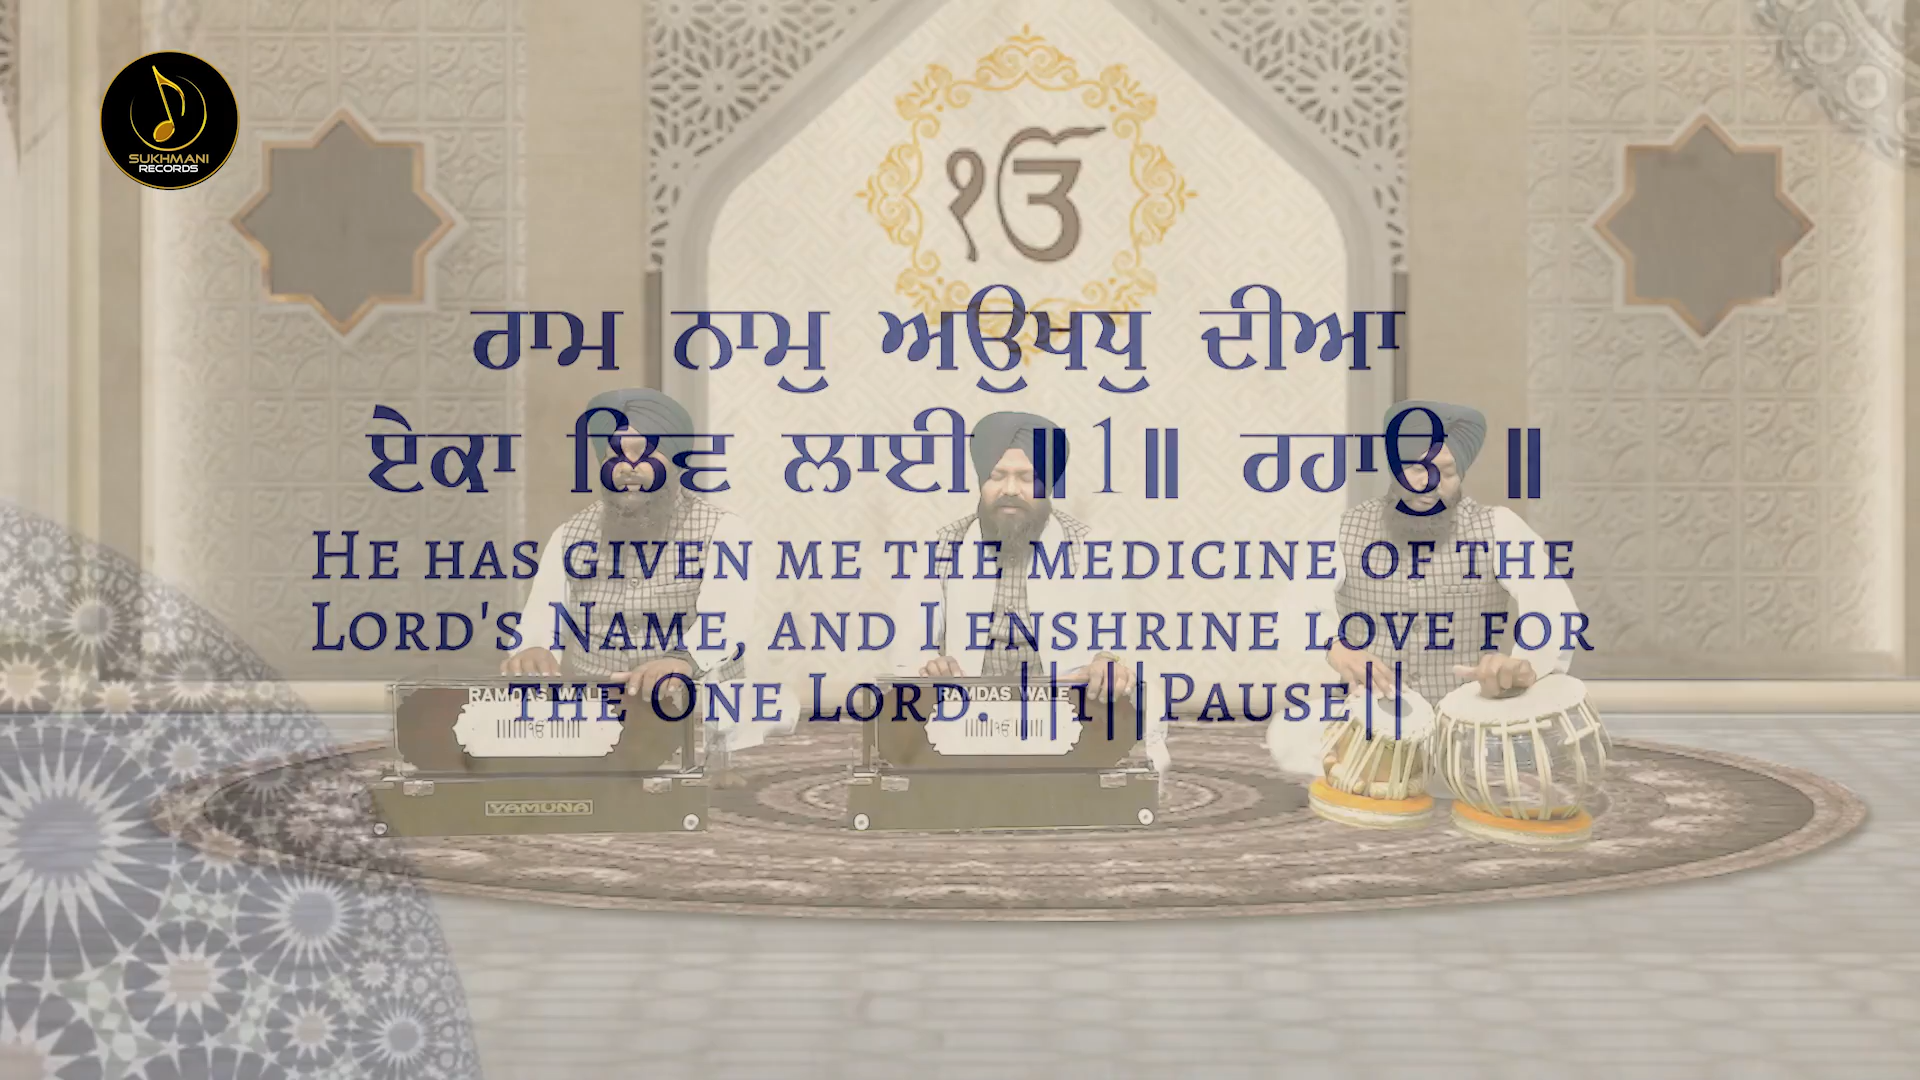 SUKHMANI
RECORDS
ੴ
ਰਾਮ ਨਾਮੁ ਅਉਖਧੁ ਦੀਆ
ਏਕਾ ਲਿਵ ਲਾਈ ॥1॥ ਰਹਾਉ ॥
He has given me the medicine of the
Lord's Name, and I enshrine love for
the One Lord. ||1||Pause||
RAMDAS WALE
RAMDAS WALE
ੴ
ੴ
YAMUNA